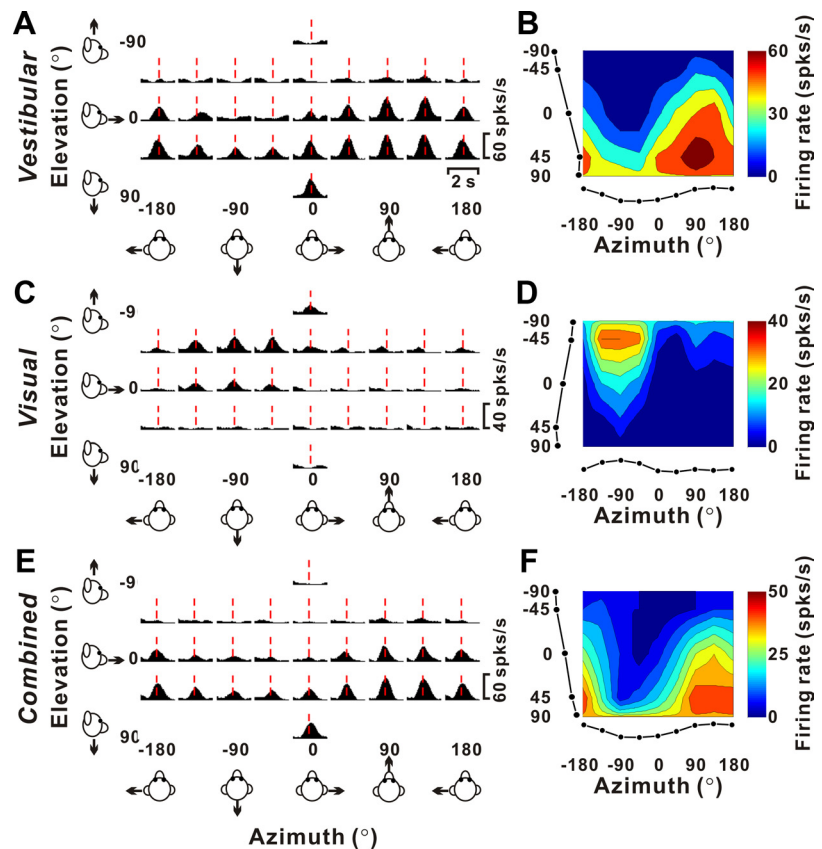 A
B
Vestibular
Elevation (°)
-90
0
90
60 spks/s
2 s
-180 -90 0 90 180
-90
-45
0
45
90
-180 -90 0 90 180
Azimuth (°)
60
30
0
Firing rate (spks/s)
C
D
Visual
Elevation (°)
-9
0
90
40 spks/s
-180 -90 0 90 180
-90
-45
0
45
90
-180 -90 0 90 180
Azimuth (°)
40
20
0
Firing rate (spks/s)
E
F
Combined
Elevation (°)
-9
0
90
60 spks/s
-180 -90 0 90 180
Azimuth (°)
-90
-45
0
45
90
-180 -90 0 90 180
Azimuth (°)
50
25
0
Firing rate (spks/s)